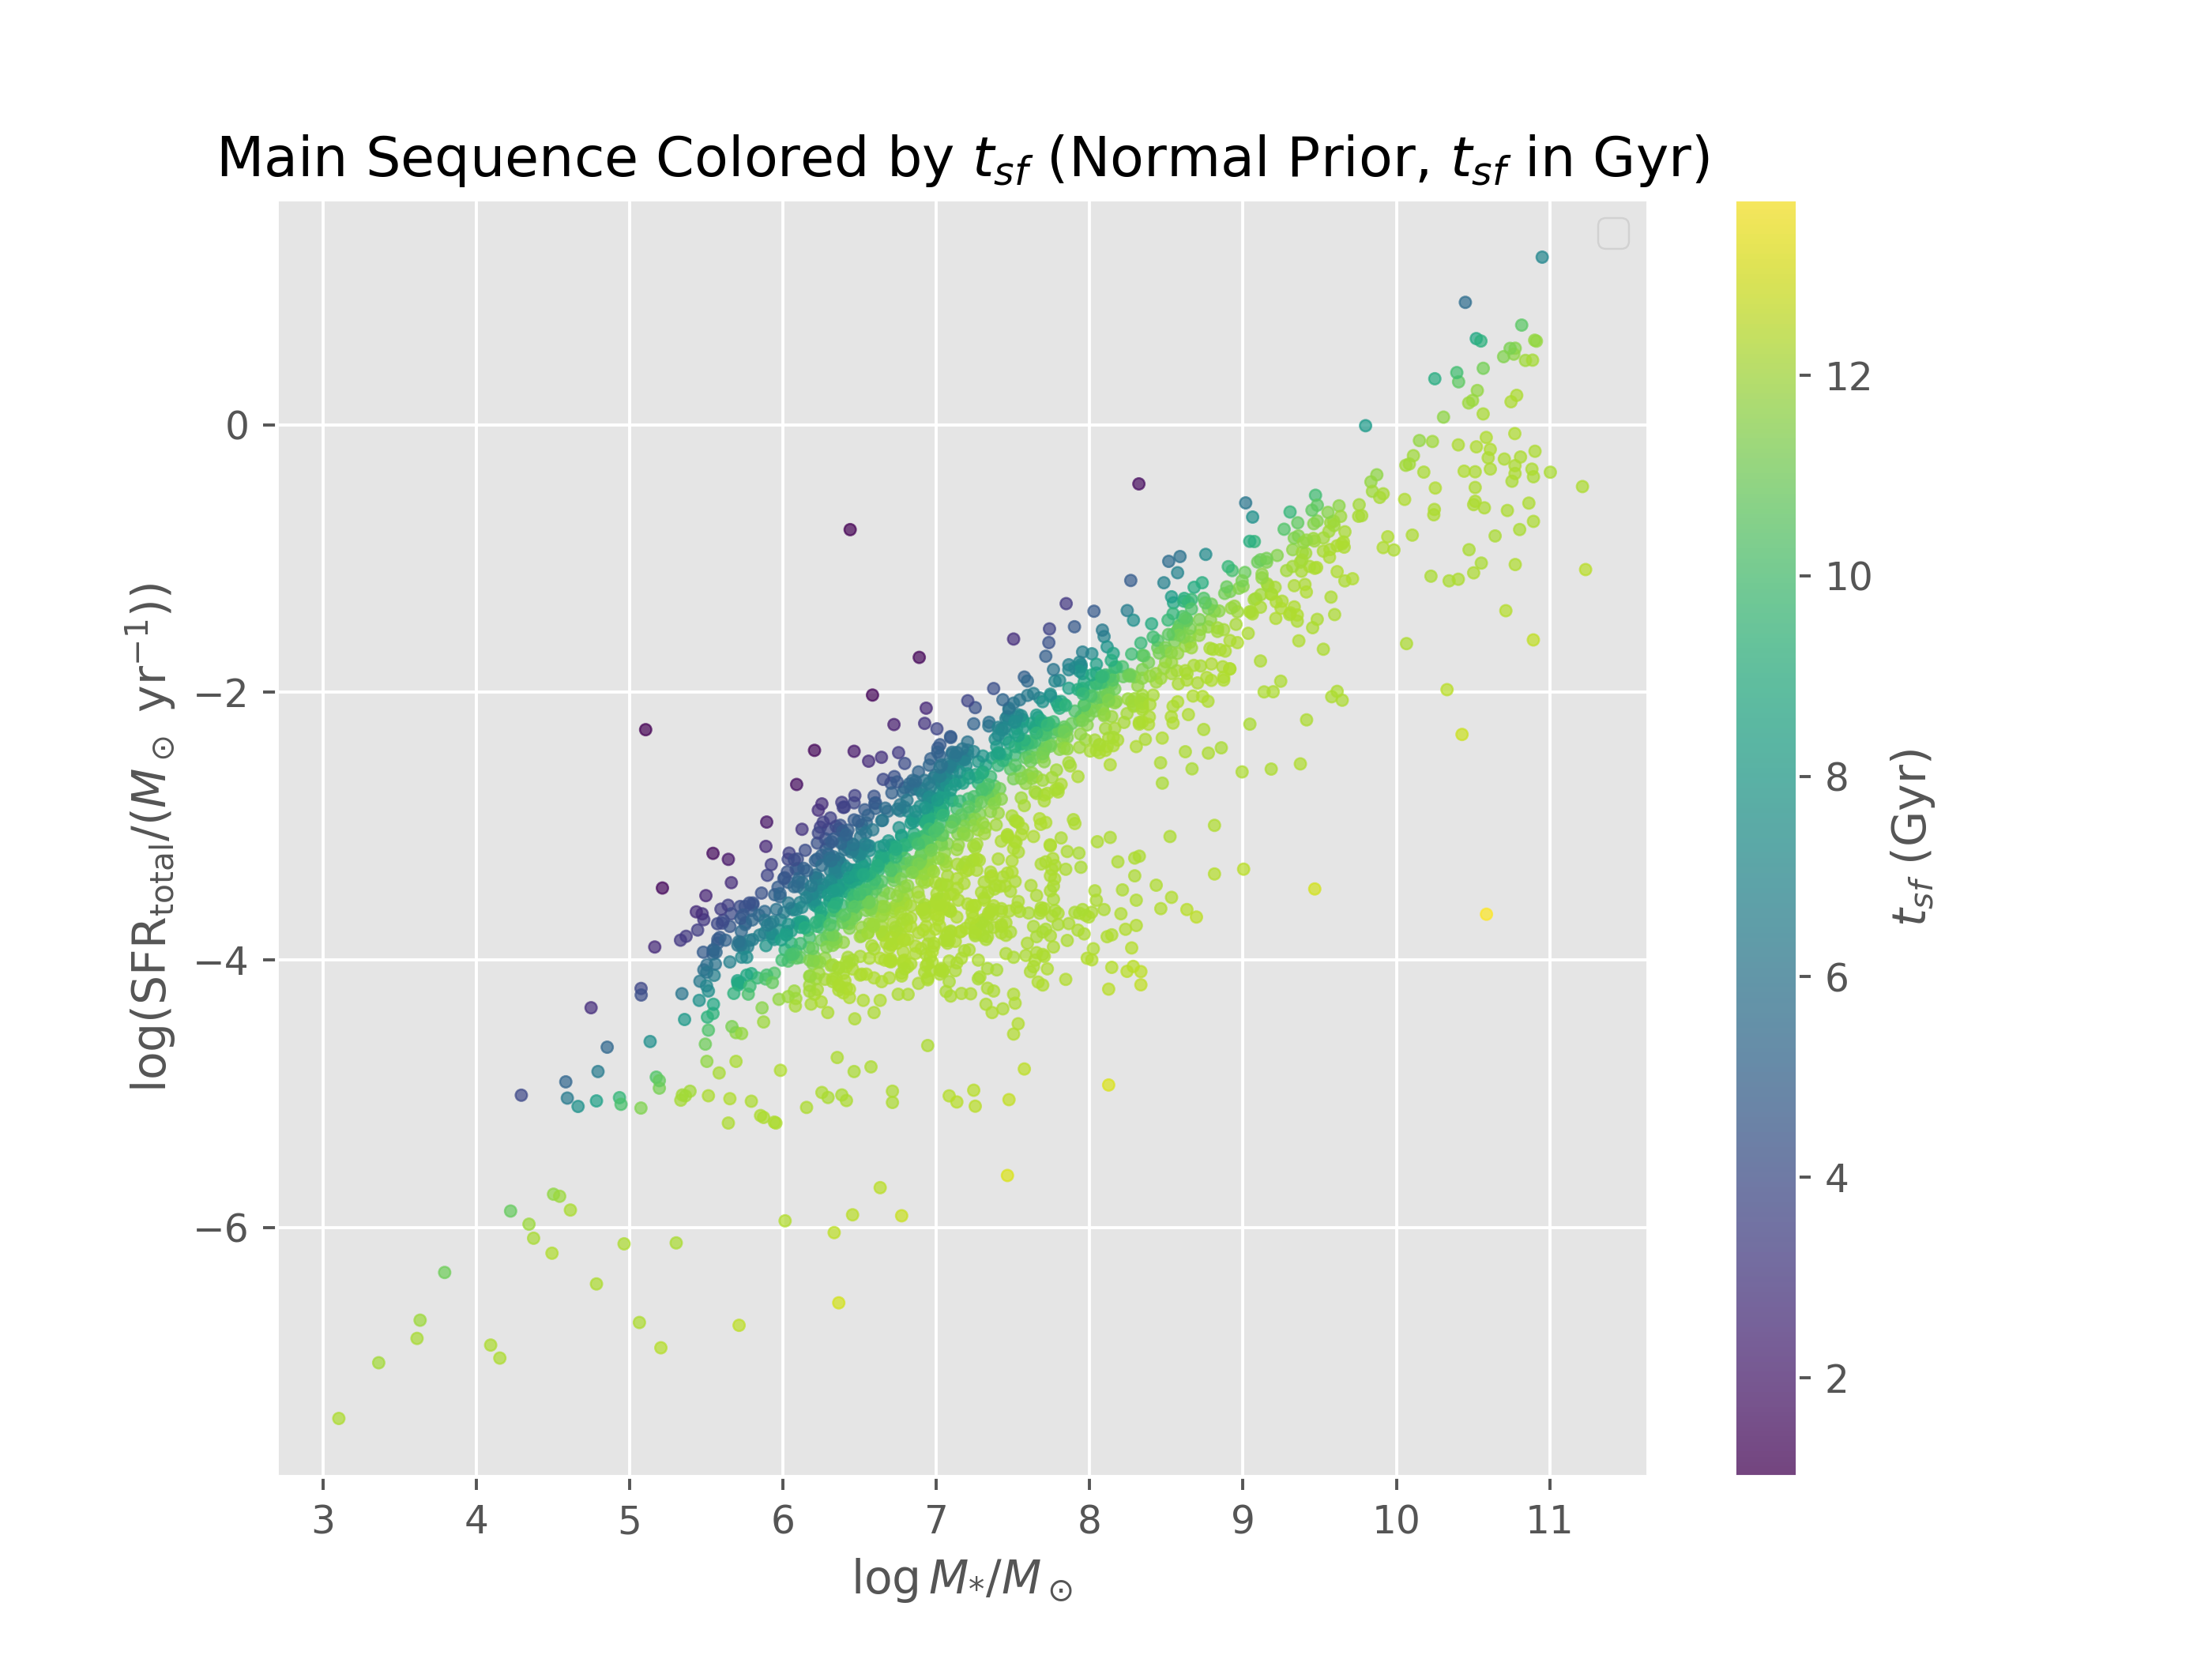 Main Sequence Colored by t_sf (Normal Prior, t_sf in Gyr)
0
−2
−4
−6
log(SFR_total/(M_⊙ yr⁻¹))
3 4 5 6 7 8 9 10 11
log M_*/M_⊙
12
10
8
6
4
2
t_sf (Gyr)